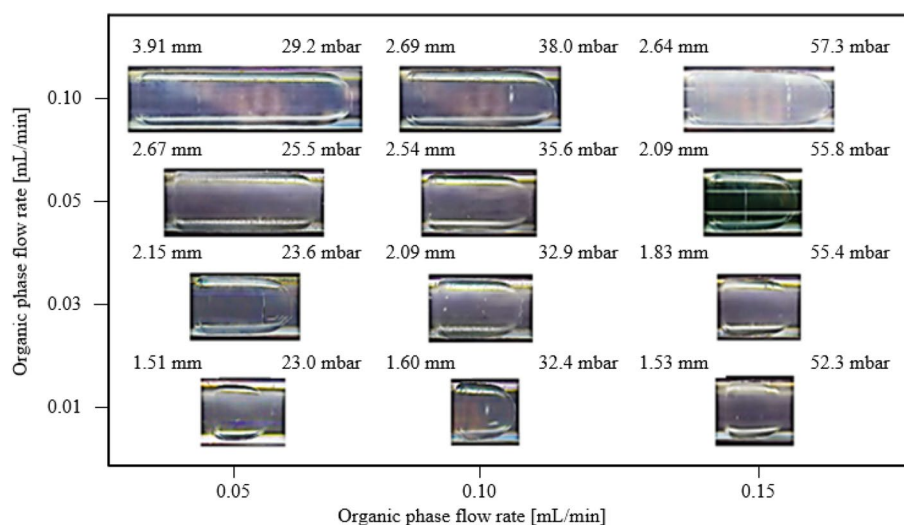 3.91 mm 29.2 mbar 2.69 mm 38.0 mbar 2.64 mm 57.3 mbar
0.10
2.67 mm 25.5 mbar 2.54 mm 35.6 mbar 2.09 mm 55.8 mbar
0.05
2.15 mm 23.6 mbar 2.09 mm 32.9 mbar 1.83 mm 55.4 mbar
0.03
1.51 mm 23.0 mbar 1.60 mm 32.4 mbar 1.53 mm 52.3 mbar
0.01
Organic phase flow rate [mL/min]
0.05 0.10 0.15
Organic phase flow rate [mL/min]